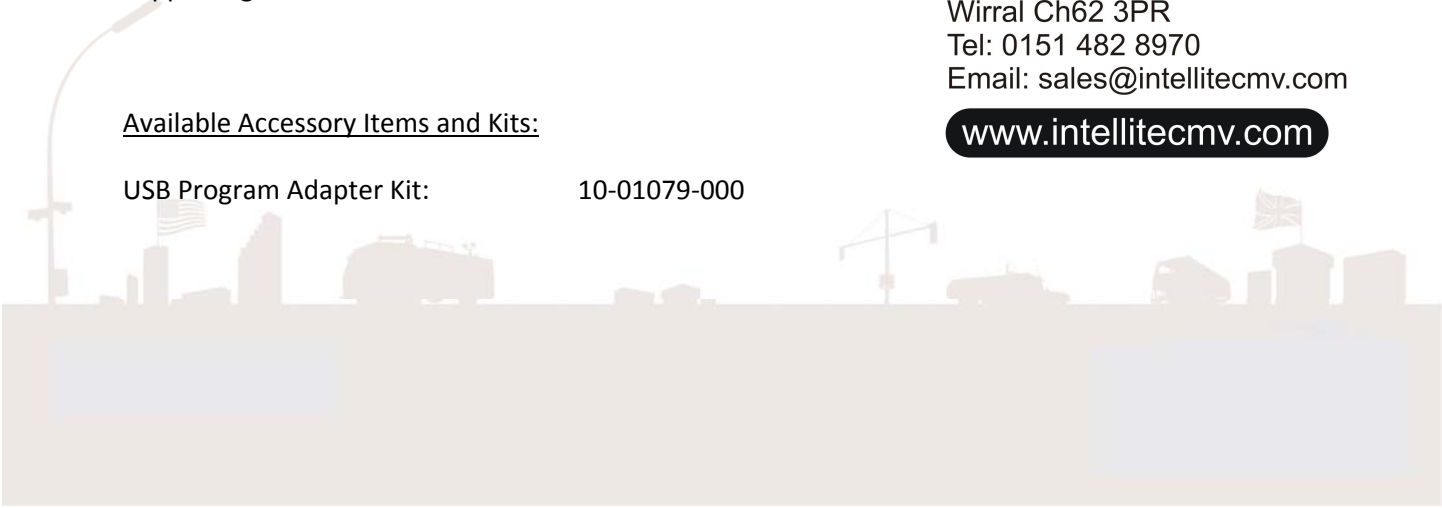 Wirral Ch62 3PR
Tel: 0151 482 8970
Email: sales@intellitecmv.com
www.intellitecmv.com
Available Accessory Items and Kits:
USB Program Adapter Kit: 10-01079-000